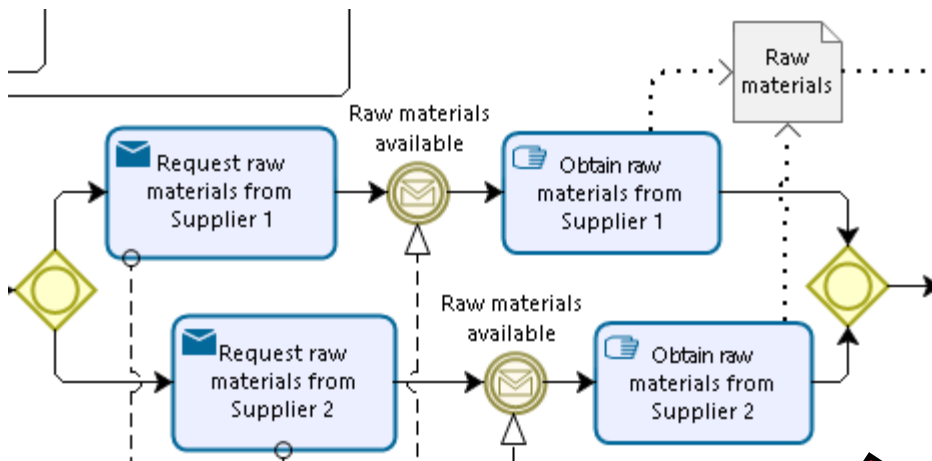 Raw
materials
Raw materials
available
Request raw
materials from
Supplier 1
Obtain raw
materials from
Supplier 1
Raw materials
available
Request raw
materials from
Supplier 2
Obtain raw
materials from
Supplier 2